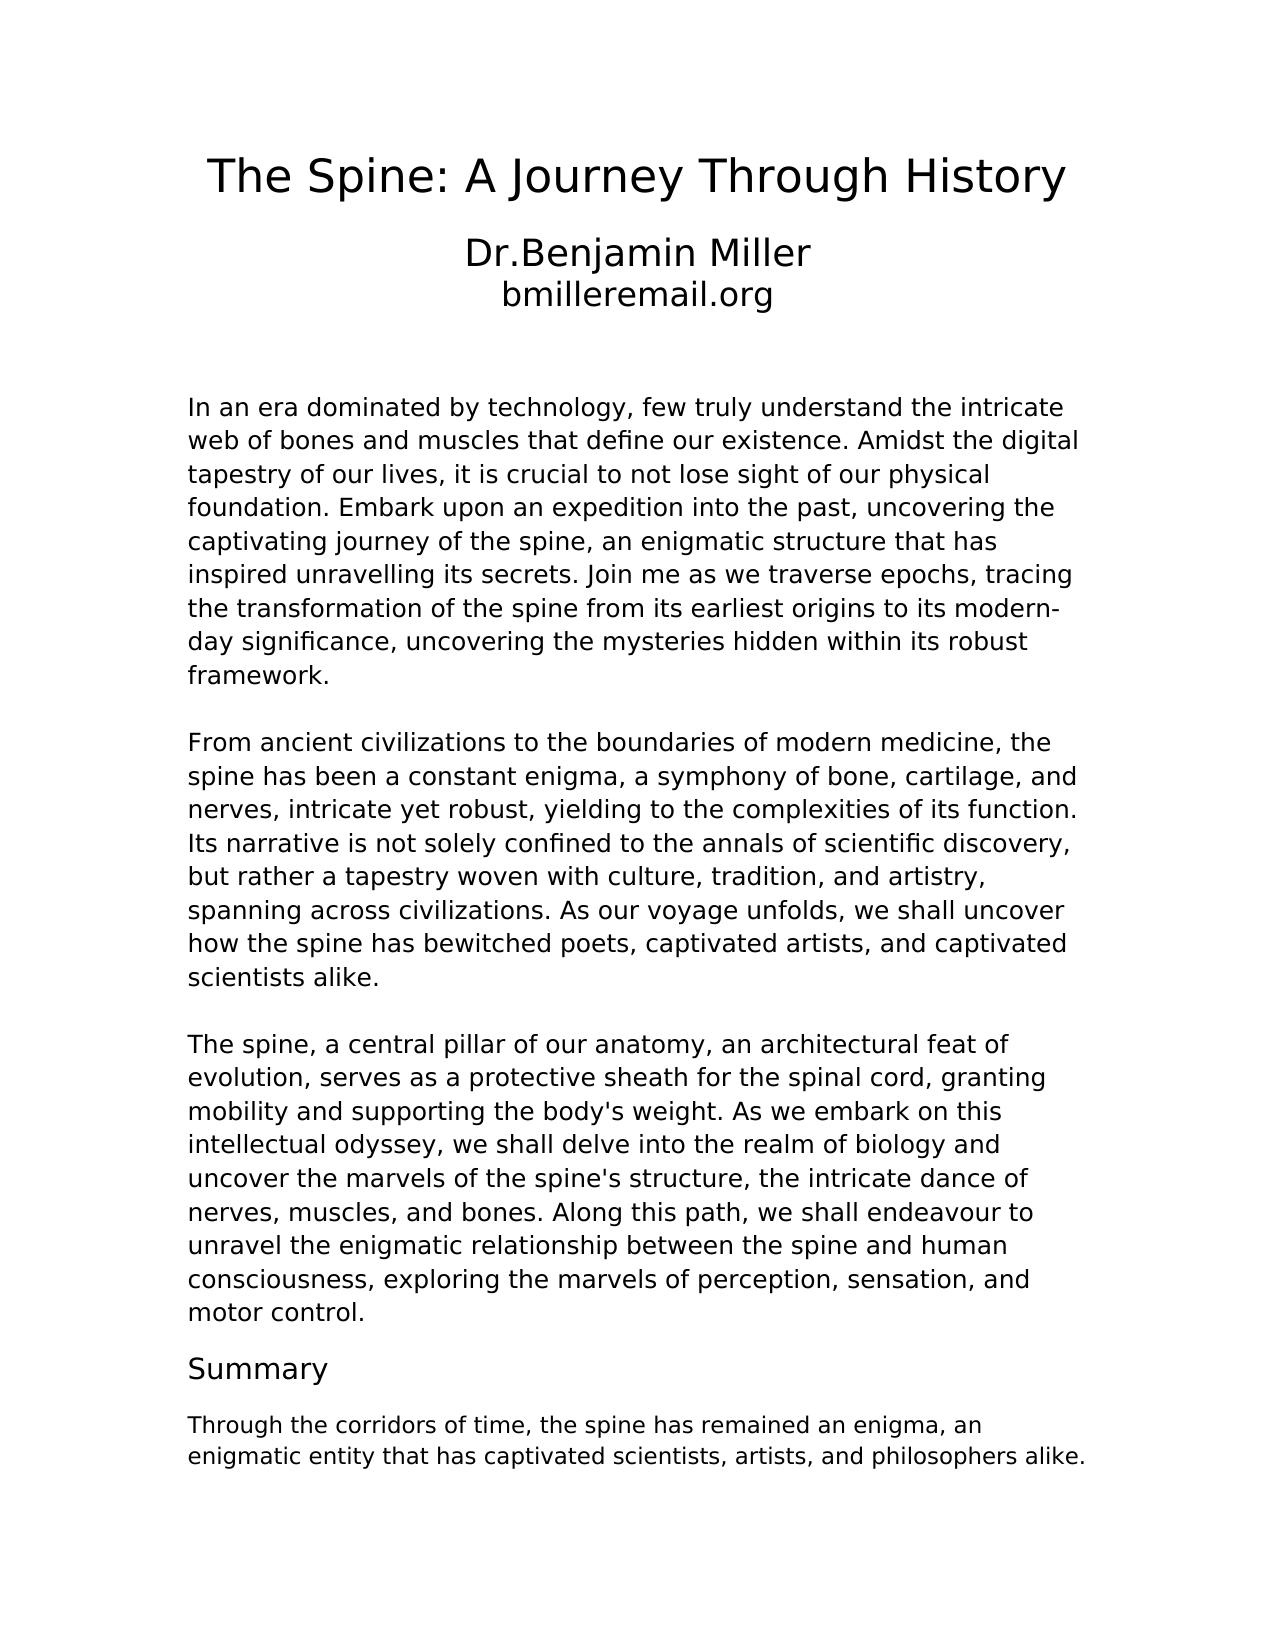 The Spine: A Journey Through History
Dr.Benjamin Miller
bmilleremail.org
In an era dominated by technology, few truly understand the intricate
web of bones and muscles that define our existence. Amidst the digital
tapestry of our lives, it is crucial to not lose sight of our physical
foundation. Embark upon an expedition into the past, uncovering the
captivating journey of the spine, an enigmatic structure that has
inspired unravelling its secrets. Join me as we traverse epochs, tracing
the transformation of the spine from its earliest origins to its modern-
day significance, uncovering the mysteries hidden within its robust
framework.
From ancient civilizations to the boundaries of modern medicine, the
spine has been a constant enigma, a symphony of bone, cartilage, and
nerves, intricate yet robust, yielding to the complexities of its function.
Its narrative is not solely confined to the annals of scientific discovery,
but rather a tapestry woven with culture, tradition, and artistry,
spanning across civilizations. As our voyage unfolds, we shall uncover
how the spine has bewitched poets, captivated artists, and captivated
scientists alike.
The spine, a central pillar of our anatomy, an architectural feat of
evolution, serves as a protective sheath for the spinal cord, granting
mobility and supporting the body's weight. As we embark on this
intellectual odyssey, we shall delve into the realm of biology and
uncover the marvels of the spine's structure, the intricate dance of
nerves, muscles, and bones. Along this path, we shall endeavour to
unravel the enigmatic relationship between the spine and human
consciousness, exploring the marvels of perception, sensation, and
motor control.
Summary
Through the corridors of time, the spine has remained an enigma, an
enigmatic entity that has captivated scientists, artists, and philosophers alike.